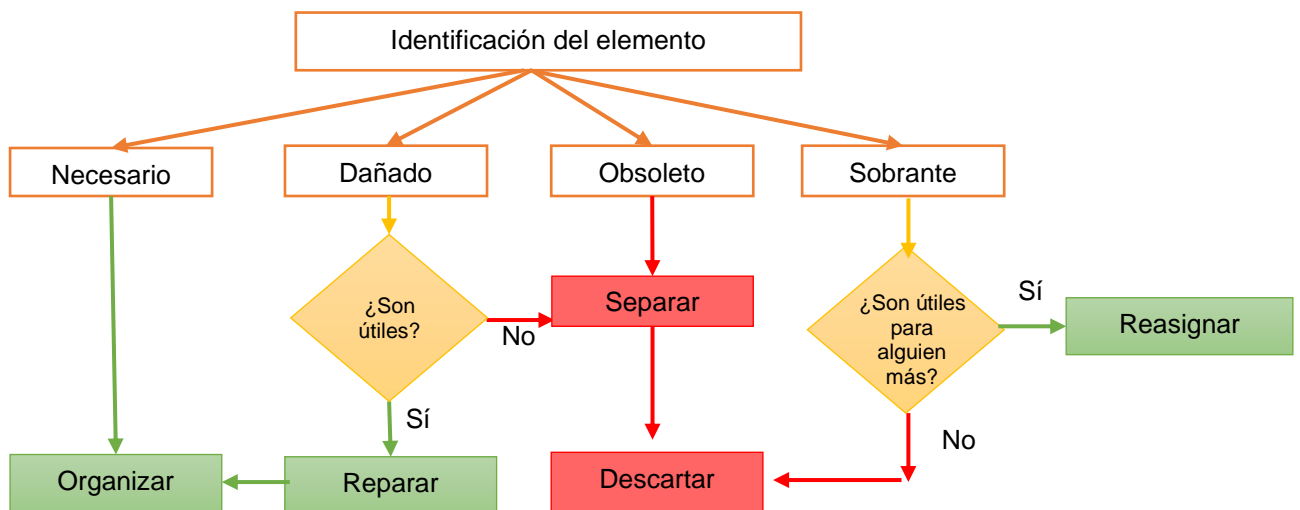 Identificación del elemento
Necesario
Dañado
Obsoleto
Sobrante
¿Son
útiles?
No
Separar
¿Son útiles
para
alguien
más?
Sí
Reasignar
Sí
No
Organizar
Reparar
Descartar